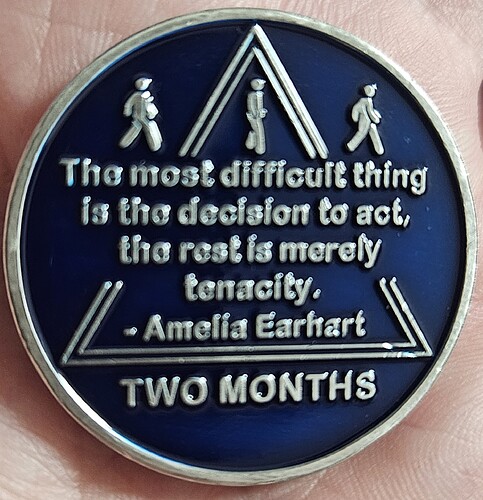 The most difficult thing
is the decision to act,
the rest is merely
tenacity.
- Amelia Earhart
TWO MONTHS